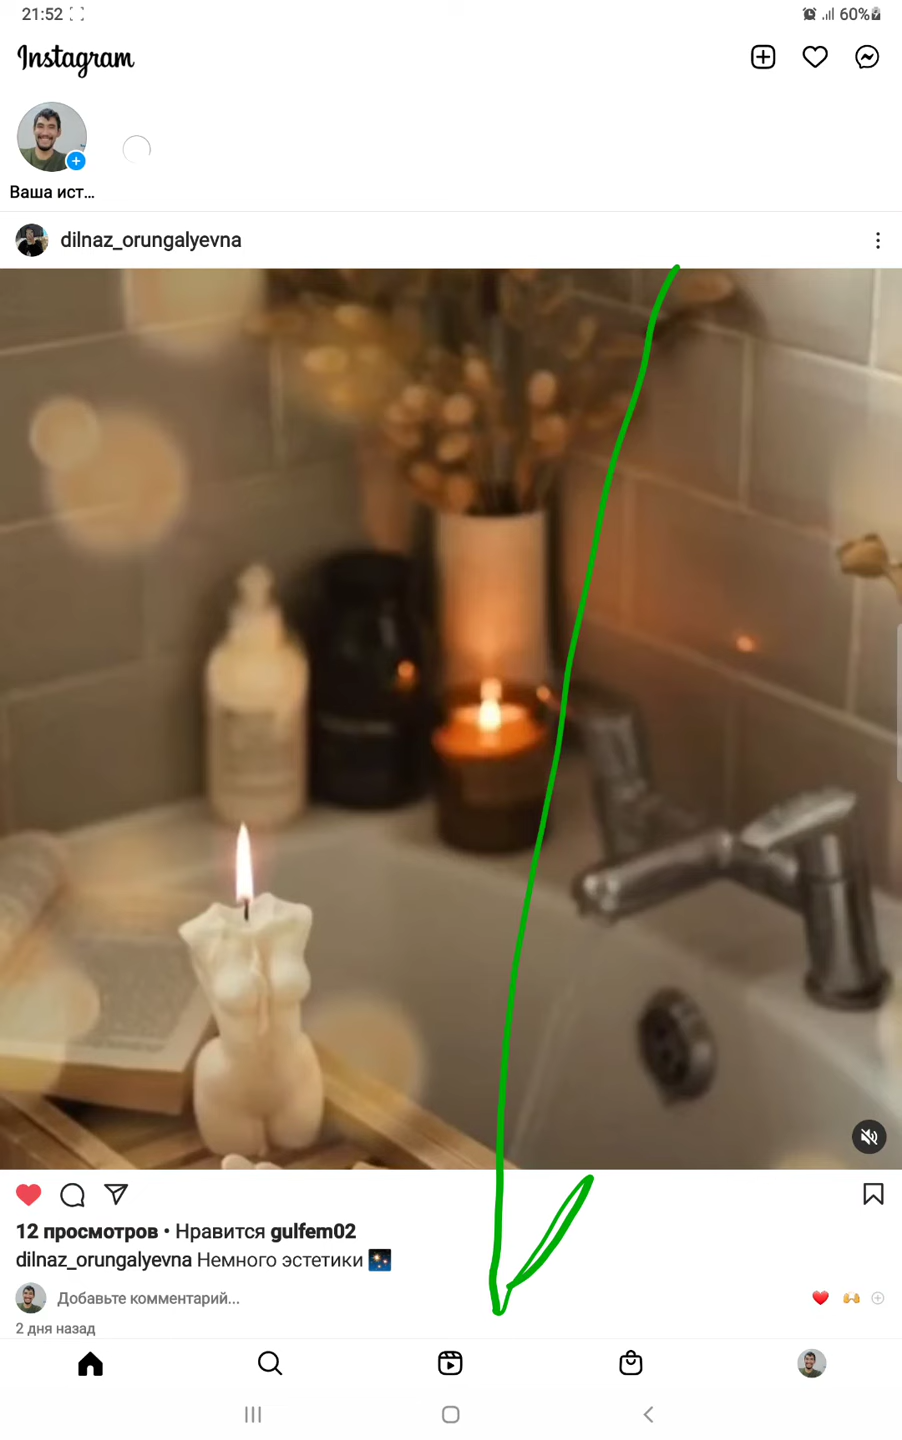 21:52
60%
Instagram
Ваша ист...
dilnaz_orungalyevna
12 просмотров • Нравится gulfem02
dilnaz_orungalyevna Немного эстетики 🎇
Добавьте комментарий...
2 дня назад